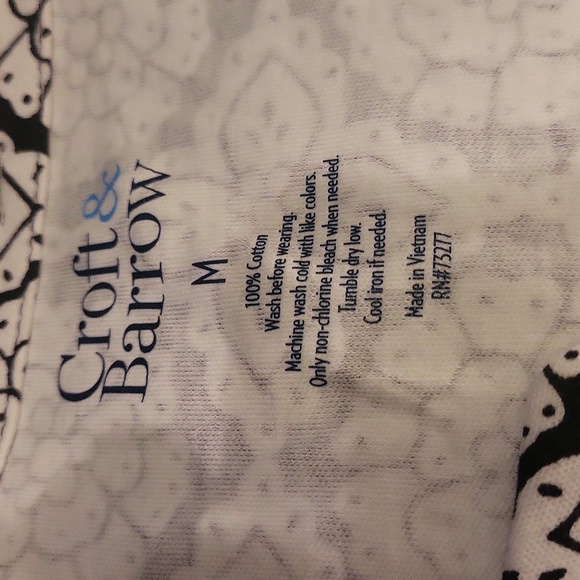 Croft &
Barrow
M
100% Cotton
Wash before wearing.
Machine wash cold with like colors.
Only non-chlorine bleach when needed.
Tumble dry low.
Cool iron if needed.
Made in Vietnam
RN#73277